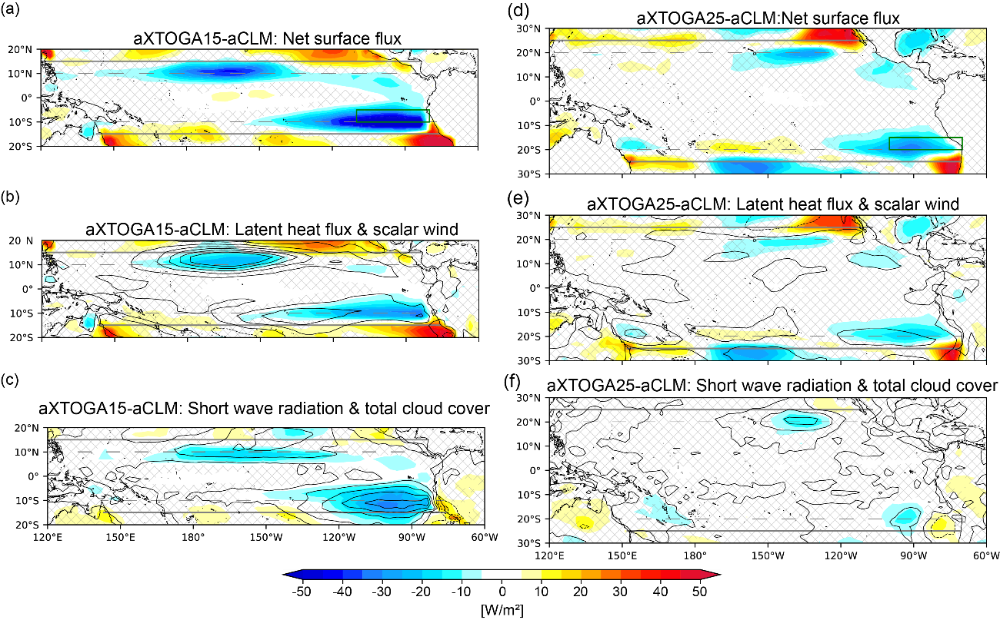 (a)
aXTOGA15-aCLM: Net surface flux
20°N
10°N
0°
10°S
20°S
(b)
aXTOGA15-aCLM: Latent heat flux & scalar wind
20 N
10°N
0°
10°S
20°S
(c)
aXTOGA15-aCLM: Short wave radiation & total cloud cover
20°N
10°N
0°
10°S
20°S
120°E 150°E 180° 150°W 120°W 90°W 60°W
(d)
aXTOGA25-aCLM:Net surface flux
30°N
20°N
10°N
0°
10°S
20°S
30°S
(e)
aXTOGA25-aCLM: Latent heat flux & scalar wind
30°N
20°N
10°N
0°
10°S
20°S
30°S
(f)
aXTOGA25-aCLM: Short wave radiation & total cloud cover
30°N
20°N
10°N
0°
10°S
20°S
30°S
120°E 150°E 180° 150°W 120°W 90°W 60°W
-50 -40 -30 -20 -10 0 10 20 30 40 50
[W/m²]